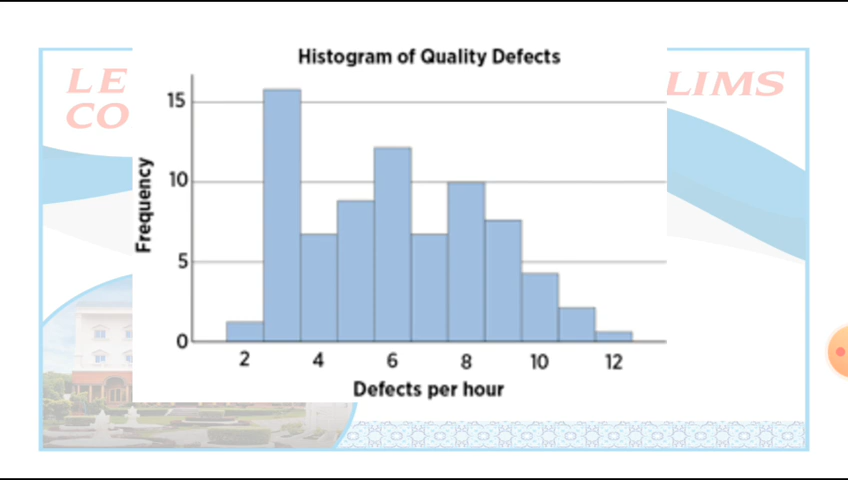 Histogram of Quality Defects
LE
LIMS
CO
15
10
5
0
Frequency
2 4 6 8 10 12
Defects per hour